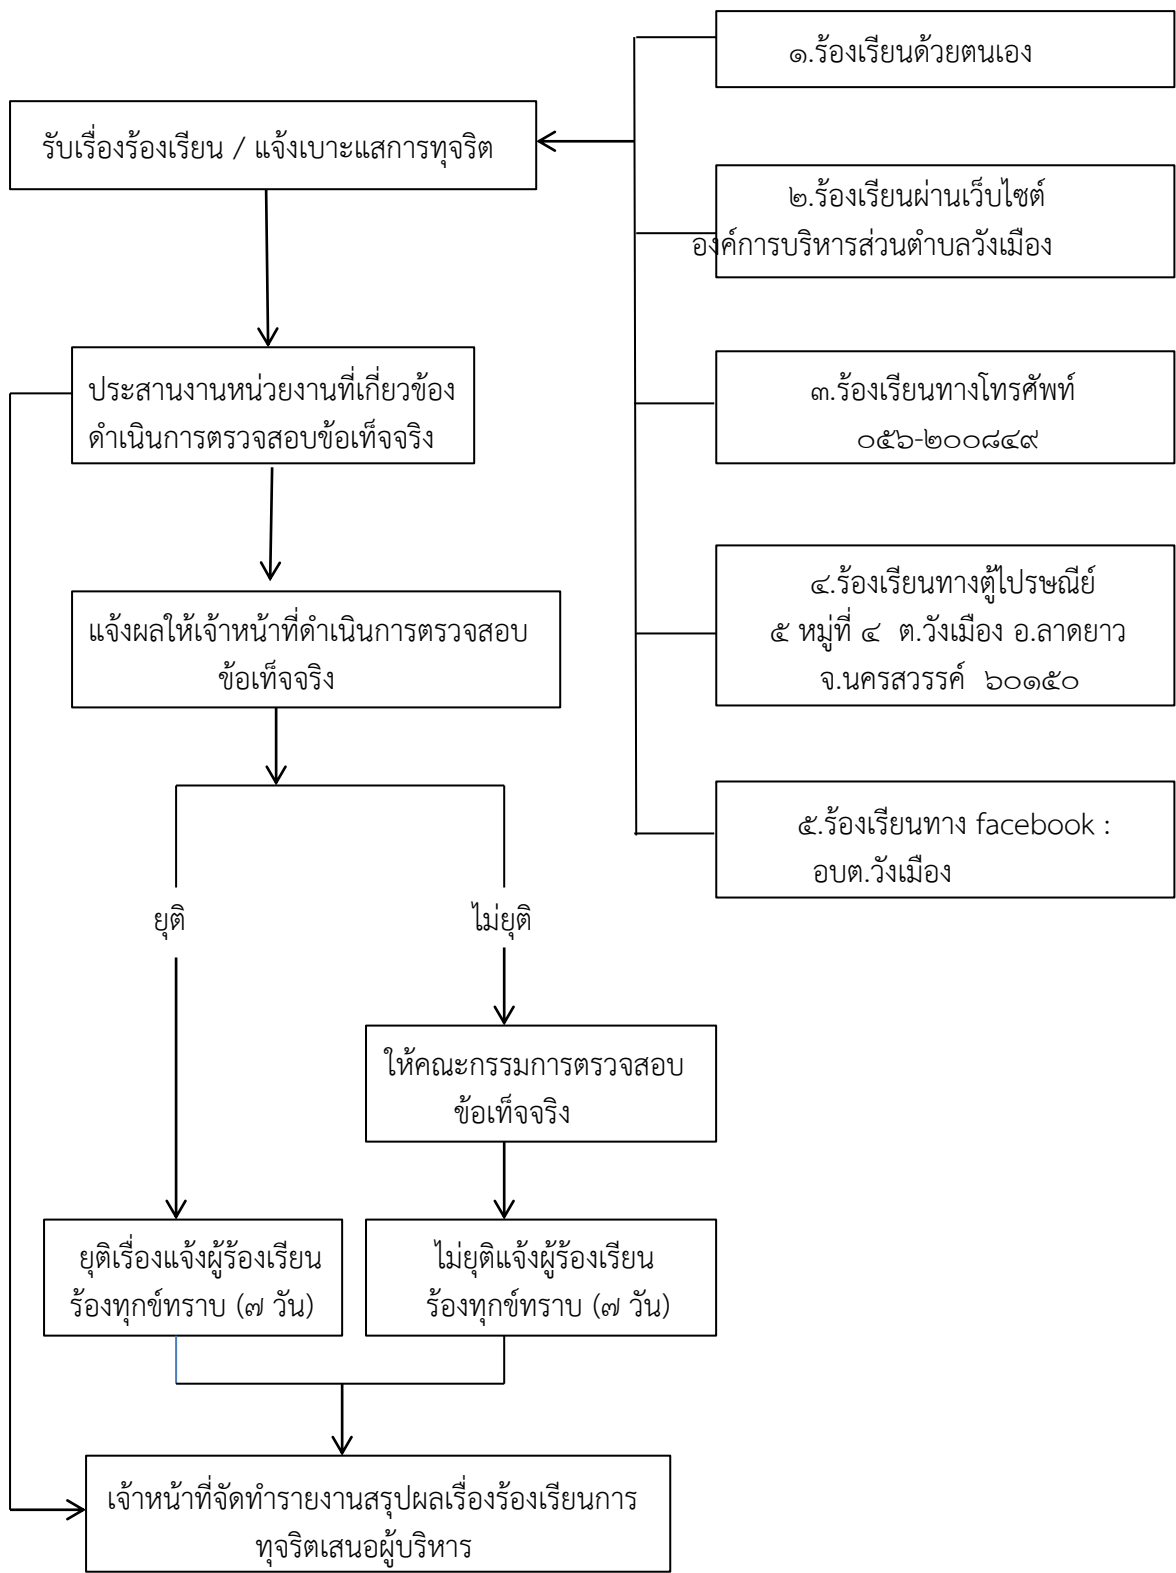 ๑.ร้องเรียนด้วยตนเอง
รับเรื่องร้องเรียน / แจ้งเบาะแสการทุจริต
๒.ร้องเรียนผ่านเว็บไซต์
องค์การบริหารส่วนตำบลวังเมือง
ประสานงานหน่วยงานที่เกี่ยวข้อง
ดำเนินการตรวจสอบข้อเท็จจริง
๓.ร้องเรียนทางโทรศัพท์
๐๕๖-๒๐๐๘๔๙
แจ้งผลให้เจ้าหน้าที่ดำเนินการตรวจสอบ
ข้อเท็จจริง
๔.ร้องเรียนทางตู้ไปรษณีย์
๕ หมู่ที่ ๔ ต.วังเมือง อ.ลาดยาว
จ.นครสวรรค์ ๖๐๑๕๐
๕.ร้องเรียนทาง facebook :
อบต.วังเมือง
ยุติ
ไม่ยุติ
ให้คณะกรรมการตรวจสอบ
ข้อเท็จจริง
ยุติเรื่องแจ้งผู้ร้องเรียน
ร้องทุกข์ทราบ (๗ วัน)
ไม่ยุติแจ้งผู้ร้องเรียน
ร้องทุกข์ทราบ (๗ วัน)
เจ้าหน้าที่จัดทำรายงานสรุปผลเรื่องร้องเรียนการ
ทุจริตเสนอผู้บริหาร